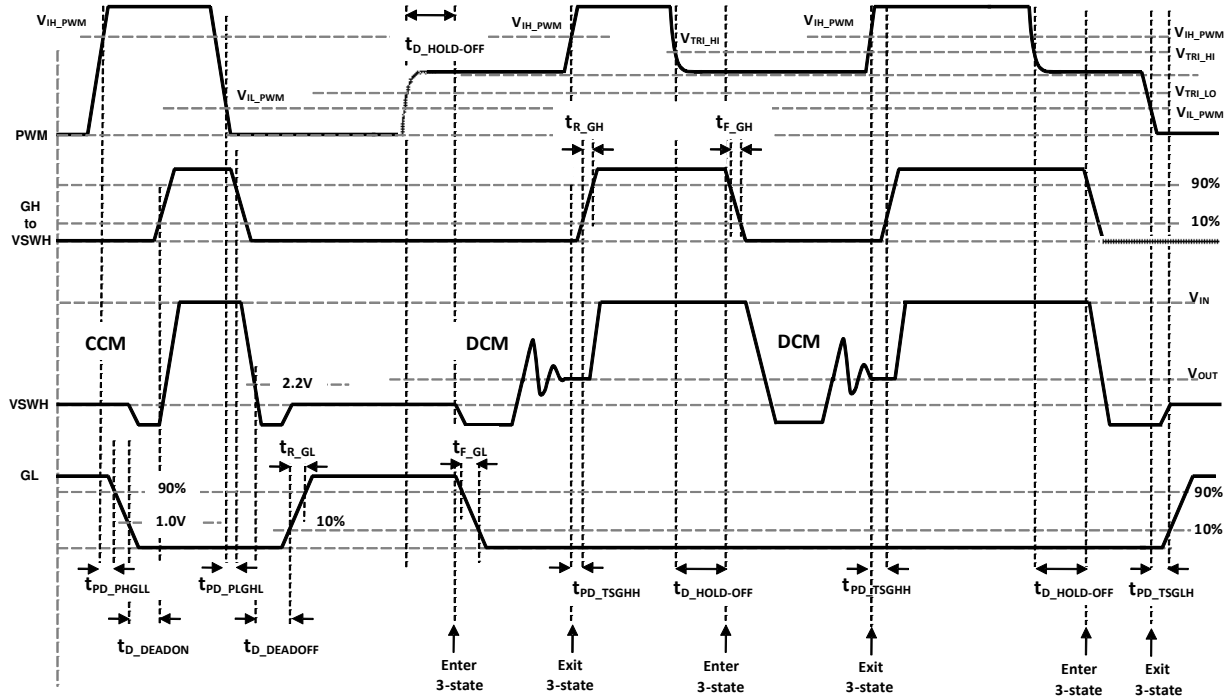 VIH_PWM
VIH_PWM
VIH_PWM
VIH_PWM
tD_HOLD-OFF
VTRI_HI
VTRI_HI
VIL_PWM
VTRI_LO
VIL_PWM
PWM
tR_GH
tF_GH
90%
GH
to
VSWH
10%
VIN
CCM
DCM
DCM
2.2V
VOUT
VSWH
tR_GL
tF_GL
GL
90%
90%
1.0V
10%
10%
tPD_PHGLL
tPD_PLGHL
tPD_TSGHH
tD_HOLD-OFF
tPD_TSGHH
tD_HOLD-OFF
tPD_TSGLH
tD_DEADON
tD_DEADOFF
Enter
3-state
Exit
3-state
Enter
3-state
Exit
3-state
Enter
3-state
Exit
3-state